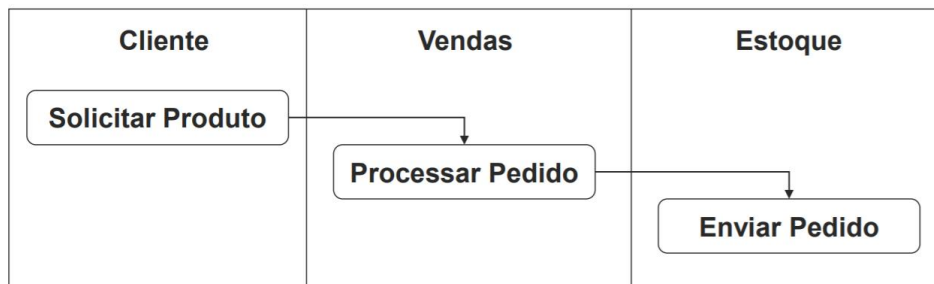 Cliente
Vendas
Estoque
Solicitar Produto
Processar Pedido
Enviar Pedido